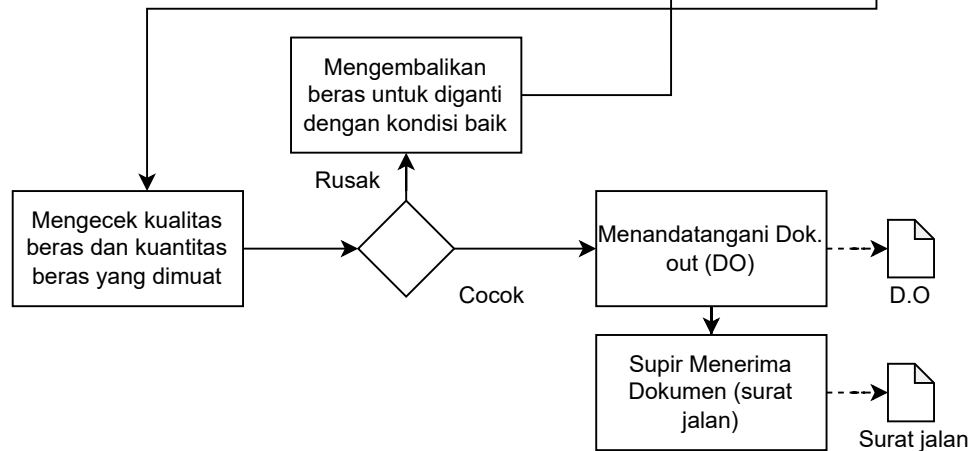 Mengembalikan
beras untuk diganti
dengan kondisi baik
Rusak
Mengecek kualitas
beras dan kuantitas
beras yang dimuat
Cocok
Menandatangani Dok.
out (DO)
D.O
Supir Menerima
Dokumen (surat
jalan)
Surat jalan